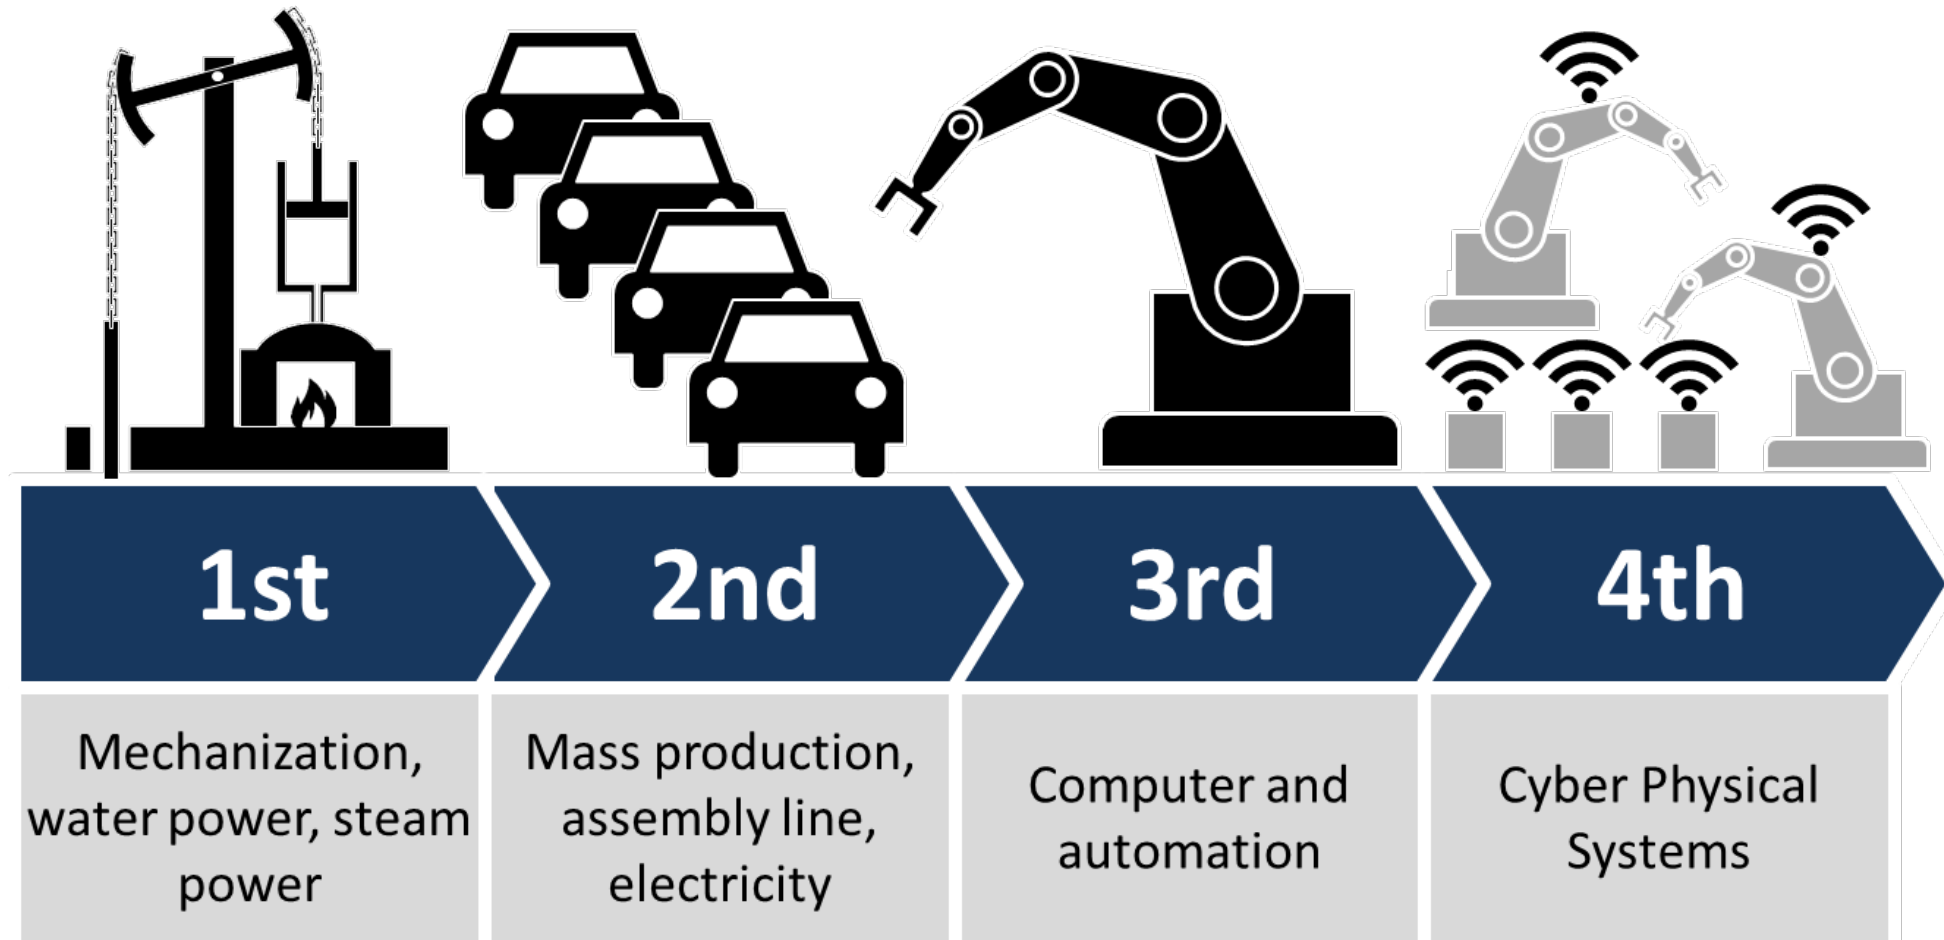 1st
2nd
3rd
4th
Mechanization,
water power, steam
power
Mass production,
assembly line,
electricity
Computer and
automation
Cyber Physical
Systems